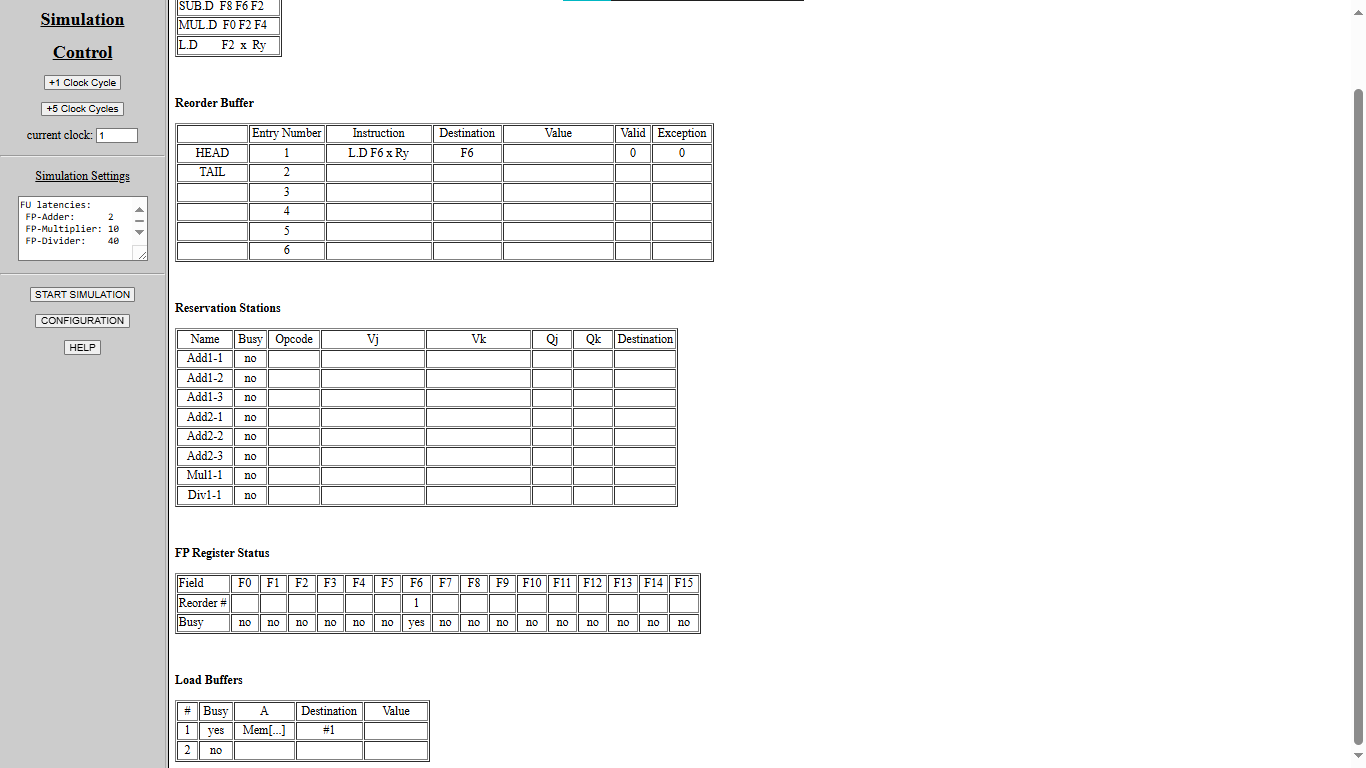 Simulation
Control
+1 Clock Cycle
+5 Clock Cycles
current clock: 1
Simulation Settings
FU latencies:
FP-Adder: 2
FP-Multiplier: 10
FP-Divider: 40
START SIMULATION
CONFIGURATION
HELP
SUB.D F8 F6 F2
MUL.D F0 F2 F4
L.D F2 x Ry
Reorder Buffer
Entry Number Instruction Destination Value Valid Exception
HEAD 1 L.D F6 x Ry F6 0 0
TAIL 2
3
4
5
6
Reservation Stations
Name Busy Opcode Vj Vk Qj Qk Destination
Add1-1 no
Add1-2 no
Add1-3 no
Add2-1 no
Add2-2 no
Add2-3 no
Mul1-1 no
Div1-1 no
FP Register Status
Field F0 F1 F2 F3 F4 F5 F6 F7 F8 F9 F10 F11 F12 F13 F14 F15
Reorder # 1
Busy no no no no no no yes no no no no no no no no no
Load Buffers
# Busy A Destination Value
1 yes Mem[...] #1
2 no